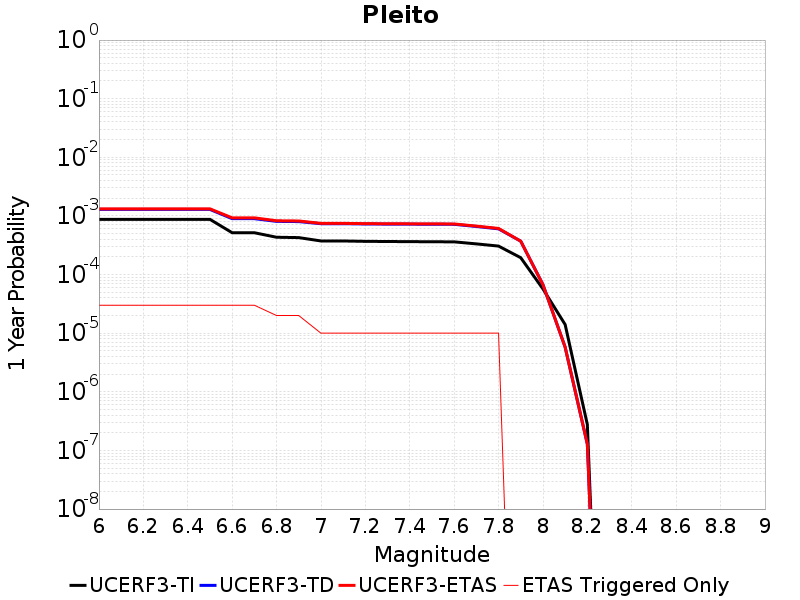 Pleito
10^0
10^-1
10^-2
10^-3
10^-4
10^-5
10^-6
10^-7
10^-8
1 Year Probability
6 6.2 6.4 6.6 6.8 7 7.2 7.4 7.6 7.8 8 8.2 8.4 8.6 8.8 9
Magnitude
UCERF3-TI UCERF3-TD UCERF3-ETAS ETAS Triggered Only